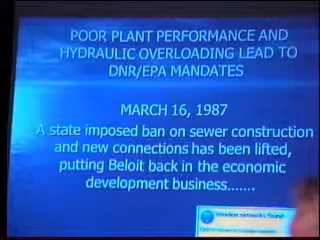 POOR PLANT PERFORMANCE AND
HYDRAULIC OVERLOADING LEAD TO
DNR/EPA MANDATES
MARCH 16, 1987
A state imposed ban on sewer construction
and new connections has been lifted,
putting Beloit back in the economic
development business.......
Wireless networks found